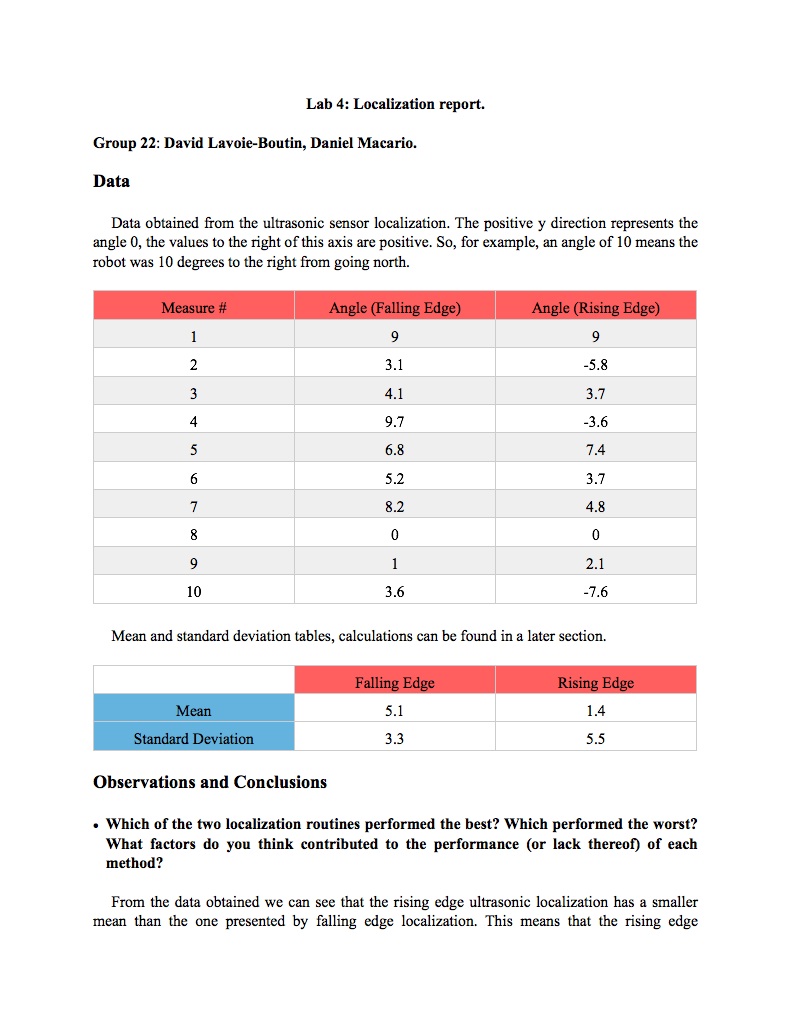 Lab 4: Localization report.
Group 22: David Lavoie-Boutin, Daniel Macario.
Data
Data obtained from the ultrasonic sensor localization. The positive y direction represents the
angle 0, the values to the right of this axis are positive. So, for example, an angle of 10 means the
robot was 10 degrees to the right from going north.
Measure # Angle (Falling Edge) Angle (Rising Edge)
1 9 9
2 3.1 -5.8
3 4.1 3.7
4 9.7 -3.6
5 6.8 7.4
6 5.2 3.7
7 8.2 4.8
8 0 0
9 1 2.1
10 3.6 -7.6
Mean and standard deviation tables, calculations can be found in a later section.
Falling Edge Rising Edge
Mean 5.1 1.4
Standard Deviation 3.3 5.5
Observations and Conclusions
• Which of the two localization routines performed the best? Which performed the worst?
What factors do you think contributed to the performance (or lack thereof) of each
method?
From the data obtained we can see that the rising edge ultrasonic localization has a smaller
mean than the one presented by falling edge localization. This means that the rising edge